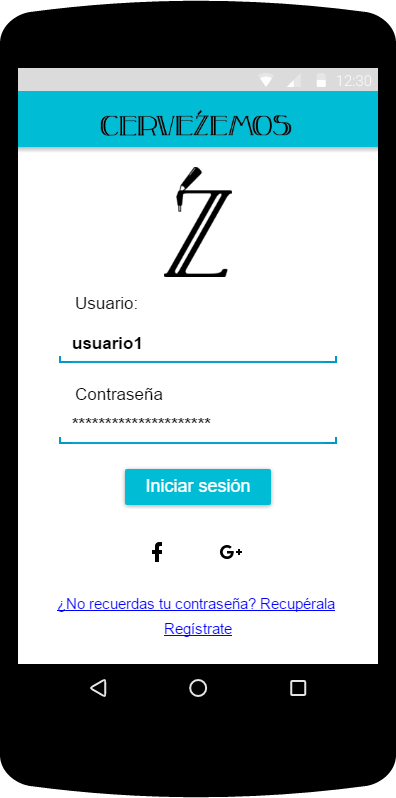 12:30
CERVEŹEMOS
Ź
Usuario:
usuario1
Contraseña
*********************
Iniciar sesión
f
G+
¿No recuerdas tu contraseña? Recupérala
Regístrate